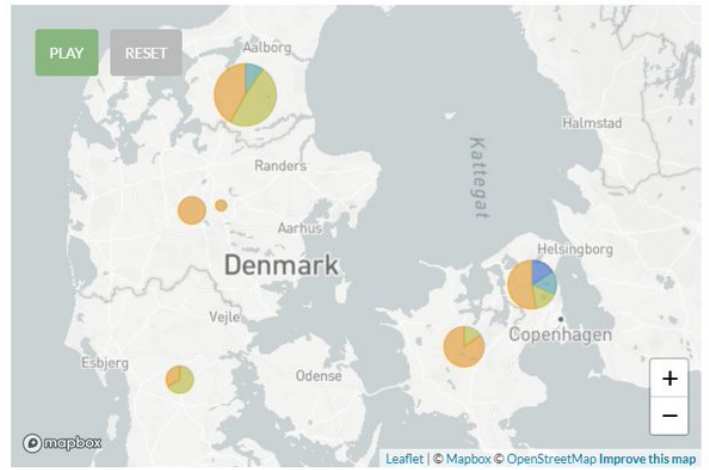 PLAY
RESET
Aalborg
Halmstad
Kattegat
Randers
Aarhus
Helsingborg
Denmark
Vejle
Copenhagen
Esbjerg
Odense
+
−
mapbox
Leaflet | © Mapbox © OpenStreetMap Improve this map